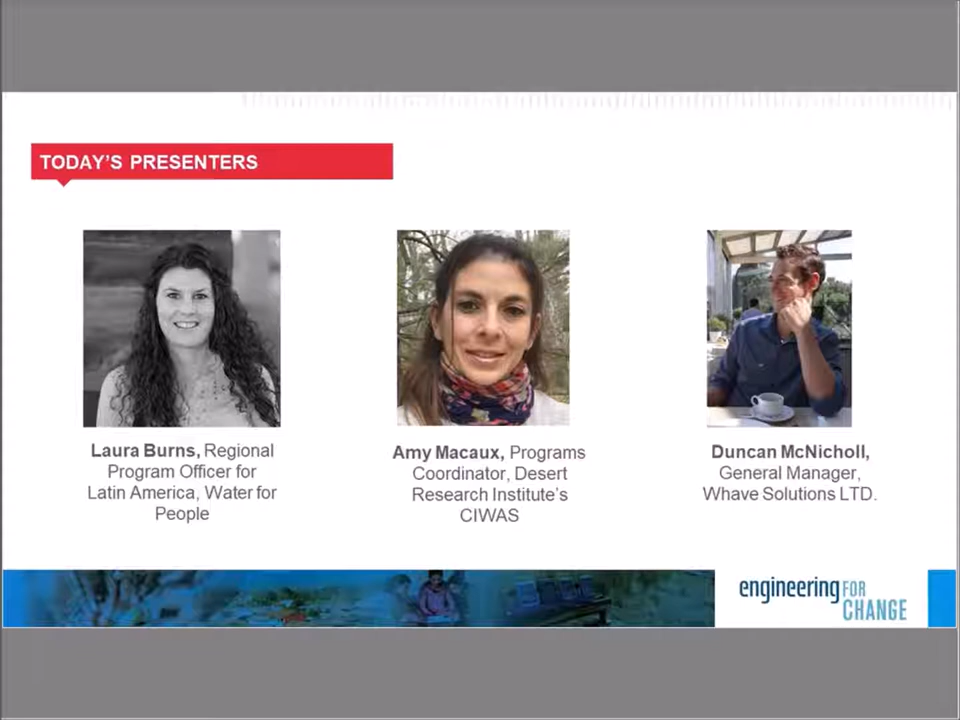 TODAY'S PRESENTERS
Laura Burns, Regional
Program Officer for
Latin America, Water for
People
Amy Macaux, Programs
Coordinator, Desert
Research Institute's
CIWAS
Duncan McNicholl,
General Manager,
Whave Solutions LTD.
engineering FOR
CHANGE